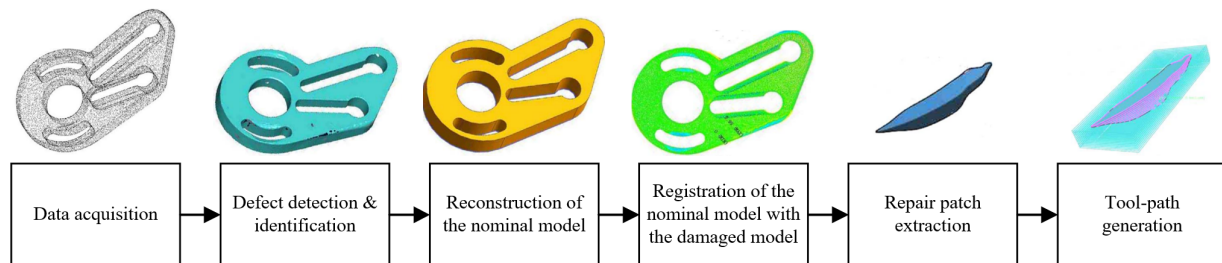 Data acquisition
Defect detection &
identification
Reconstruction of
the nominal model
Registration of the
nominal model with
the damaged model
Repair patch
extraction
Tool-path
generation